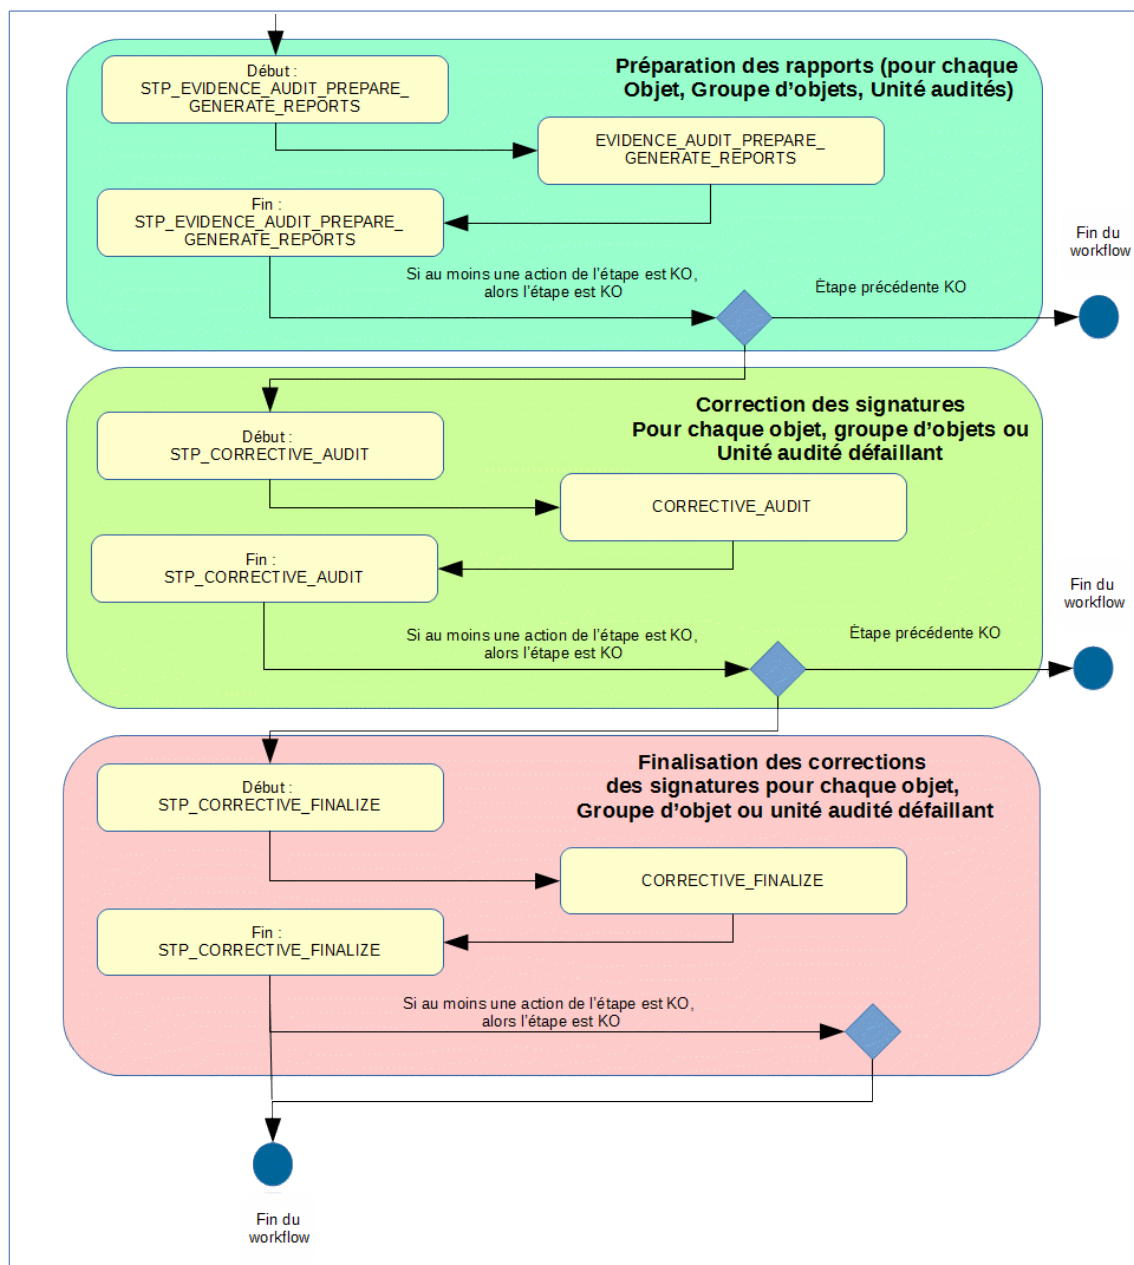 Préparation des rapports (pour chaque
Objet, Groupe d’objets, Unité audités)
Début :
STP_EVIDENCE_AUDIT_PREPARE_
GENERATE_REPORTS
EVIDENCE_AUDIT_PREPARE_
GENERATE_REPORTS
Fin :
STP_EVIDENCE_AUDIT_PREPARE_
GENERATE_REPORTS
Si au moins une action de l’étape est KO,
alors l’étape est KO
Étape précédente KO
Fin du
workflow
Correction des signatures
Pour chaque objet, groupe d’objets ou
Unité audité défaillant
Début :
STP_CORRECTIVE_AUDIT
CORRECTIVE_AUDIT
Fin :
STP_CORRECTIVE_AUDIT
Si au moins une action de l’étape est KO,
alors l’étape est KO
Étape précédente KO
Fin du
workflow
Finalisation des corrections
des signatures pour chaque objet,
Groupe d’objet ou unité audité défaillant
Début :
STP_CORRECTIVE_FINALIZE
CORRECTIVE_FINALIZE
Fin :
STP_CORRECTIVE_FINALIZE
Si au moins une action de l’étape est KO,
alors l’étape est KO
Fin du
workflow